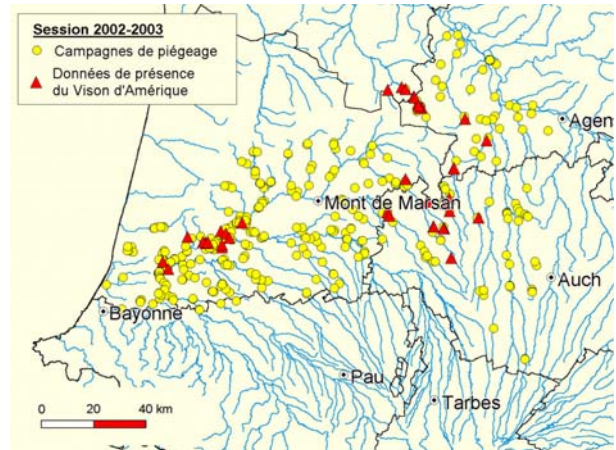 Session 2002-2003
Campagnes de piégeage
Données de présence
du Vison d'Amérique
Agen
Mont de Marsan
Auch
Bayonne
Pau
Tarbes
0 20 40 km